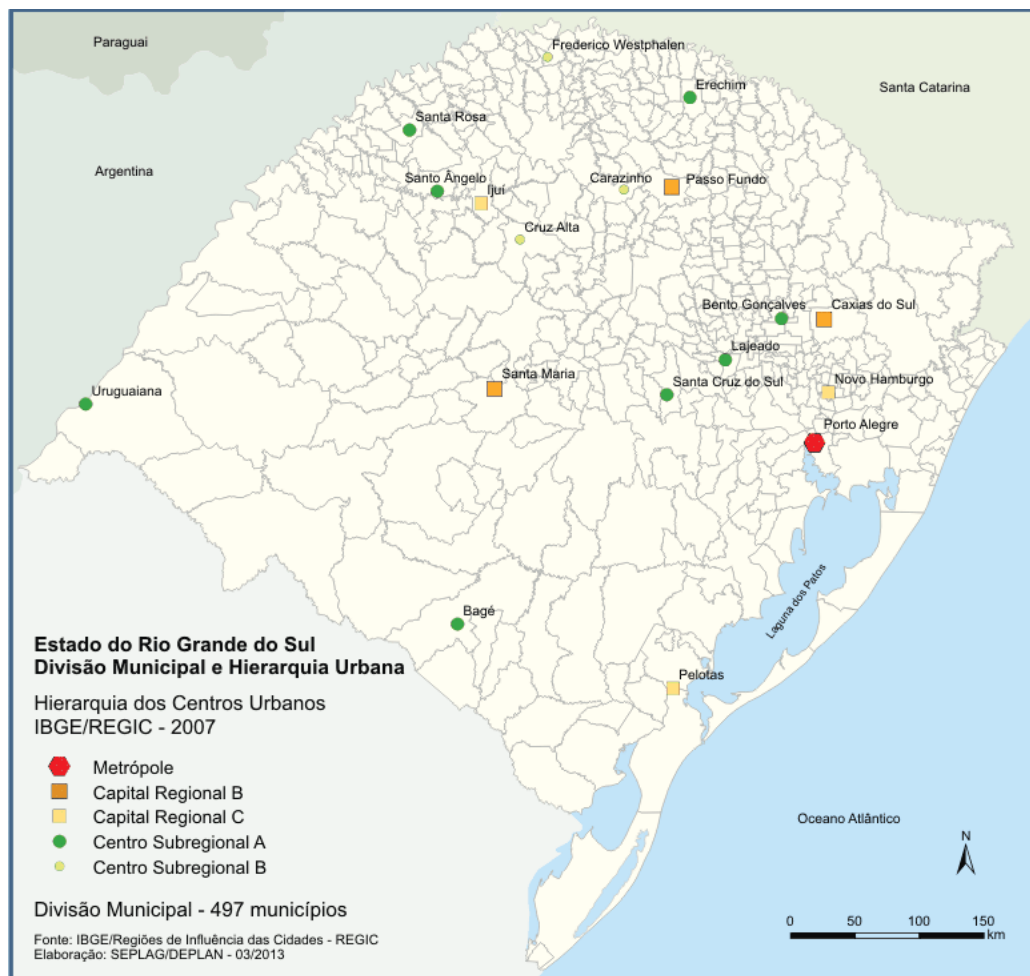 Paraguai
Frederico Westphalen
Santa Catarina
Erechim
Santa Rosa
Argentina
Santo Ângelo
Ijuí
Carazinho
Passo Fundo
Cruz Alta
Bento Gonçalves
Caxias do Sul
Lajeado
Santa Maria
Santa Cruz do Sul
Novo Hamburgo
Uruguaiana
Porto Alegre
Laguna dos Patos
Bagé
Pelotas
Estado do Rio Grande do Sul
Divisão Municipal e Hierarquia Urbana
Hierarquia dos Centros Urbanos
IBGE/REGIC - 2007
Metrópole
Capital Regional B
Capital Regional C
Centro Subregional A
Centro Subregional B
Oceano Atlântico
N
Divisão Municipal - 497 municípios
Fonte: IBGE/Regiões de Influência das Cidades - REGIC
Elaboração: SEPLAG/DEPLAN - 03/2013
0 50 100 150
km